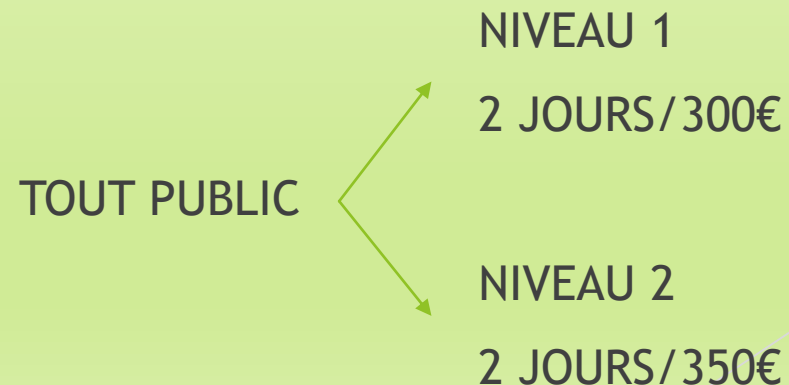 NIVEAU 1
2 JOURS/300€
TOUT PUBLIC
NIVEAU 2
2 JOURS/350€